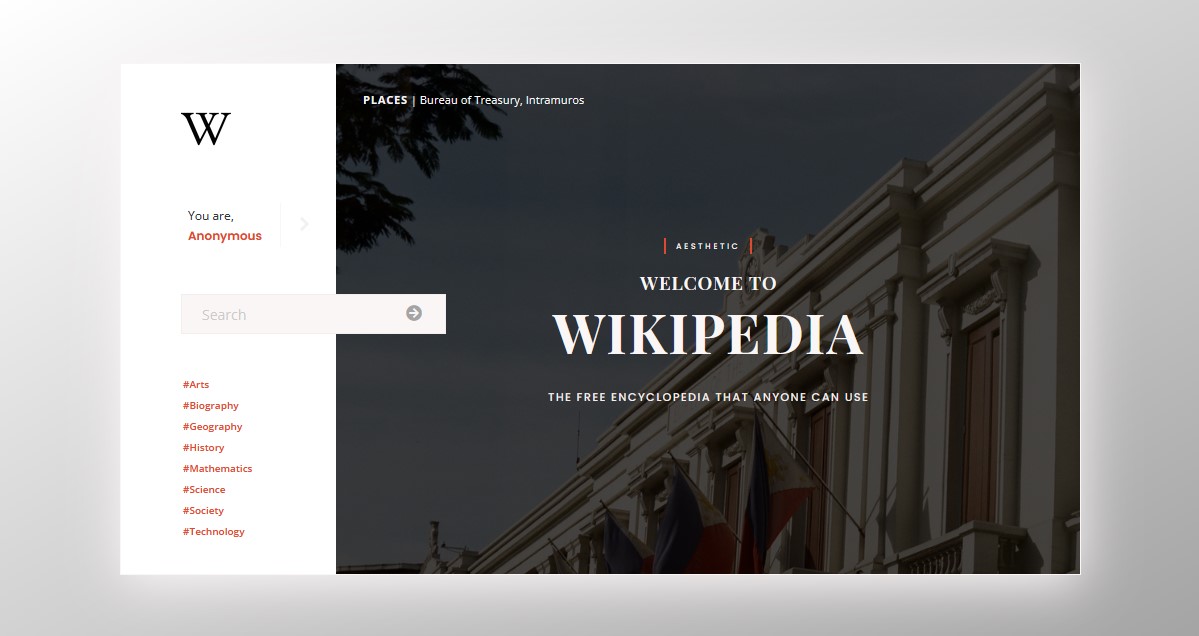 W
You are,
Anonymous
Search
#Arts
#Biography
#Geography
#History
#Mathematics
#Science
#Society
#Technology
PLACES | Bureau of Treasury, Intramuros
AESTHETIC
WELCOME TO
WIKIPEDIA
THE FREE ENCYCLOPEDIA THAT ANYONE CAN USE